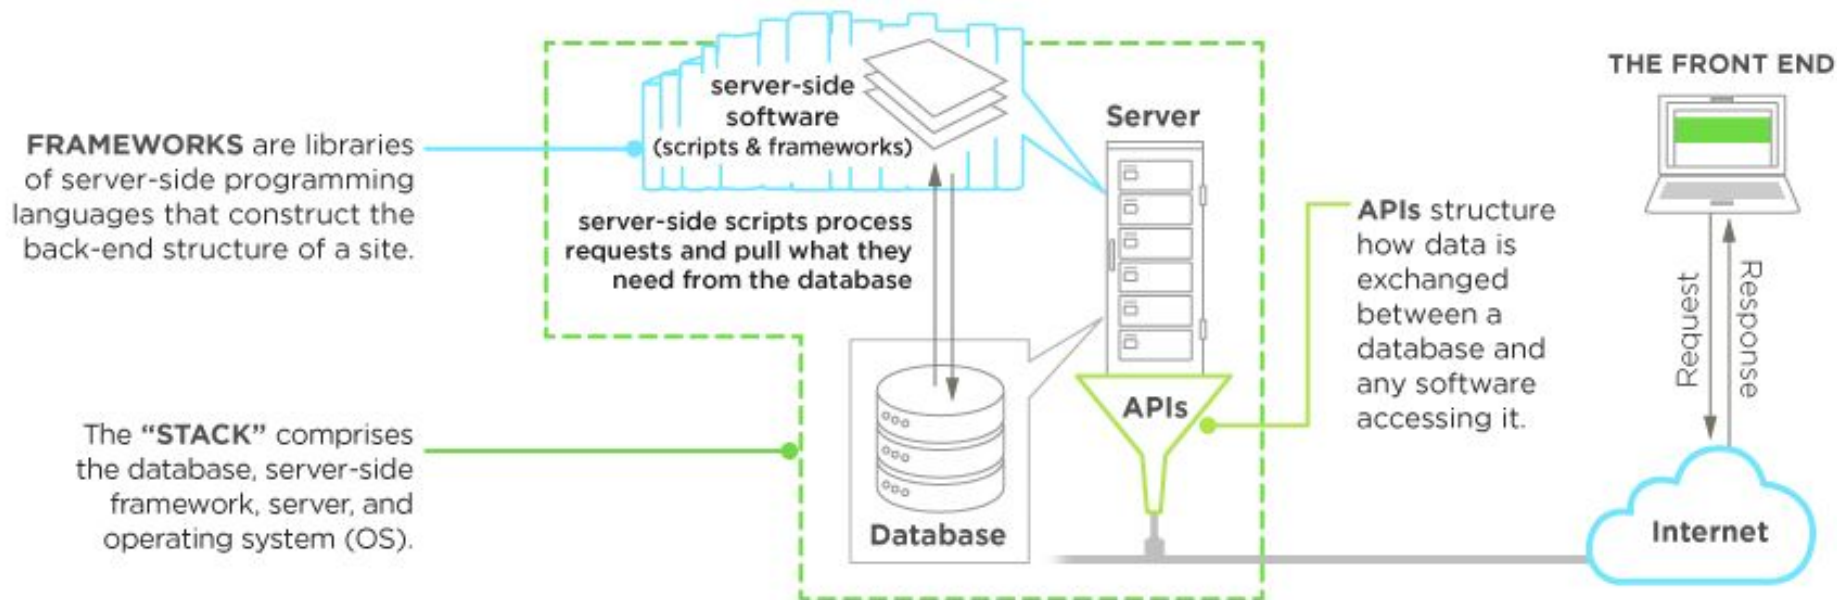 FRAMEWORKS are libraries
of server-side programming
languages that construct the
back-end structure of a site.
The “STACK” comprises
the database, server-side
framework, server, and
operating system (OS).
server-side
software
(scripts & frameworks)
server-side scripts process
requests and pull what they
need from the database
Database
Server
APIs
APIs structure
how data is
exchanged
between a
database and
any software
accessing it.
THE FRONT END
Request
Response
Internet